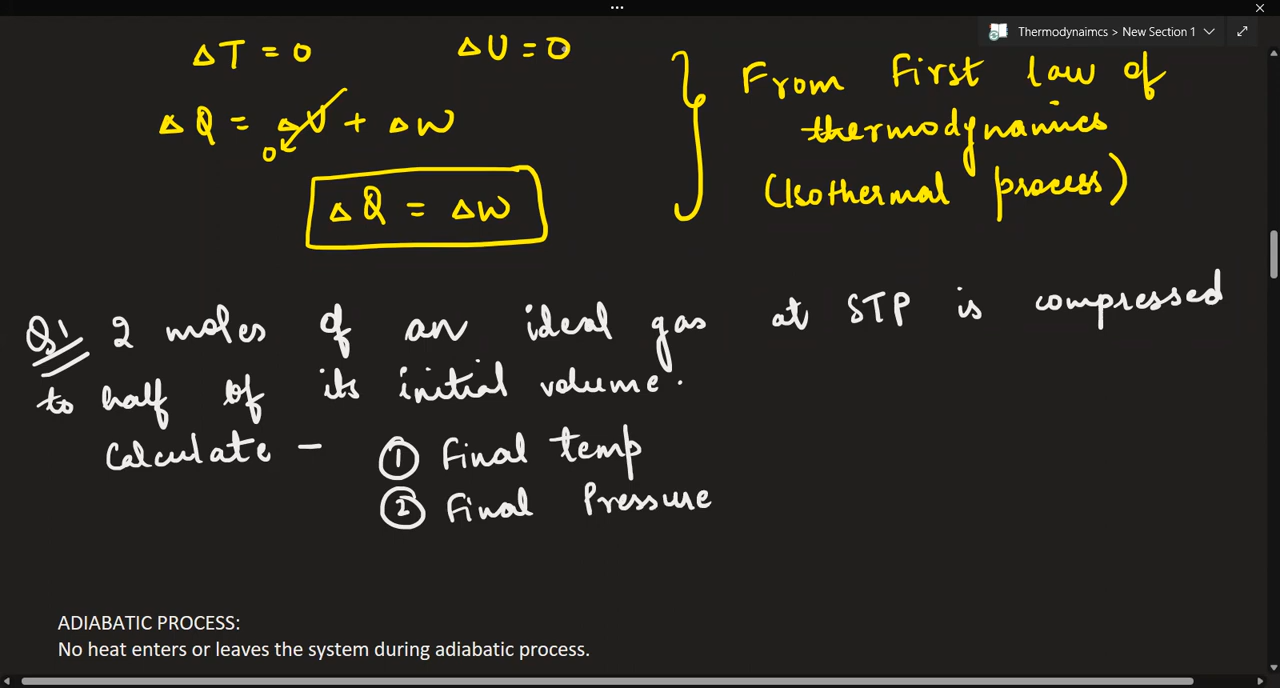 Thermodynaimcs > New Section 1
ΔT = 0 ΔU = 0
ΔQ = ΔU + ΔW
0
ΔQ = ΔW
From First law of
thermodynamics
(Isothermal process)
Q1 2 moles of an ideal gas at STP is compressed
to half of its initial volume.
Calculate - ① Final temp
② Final Pressure
ADIABATIC PROCESS:
No heat enters or leaves the system during adiabatic process.